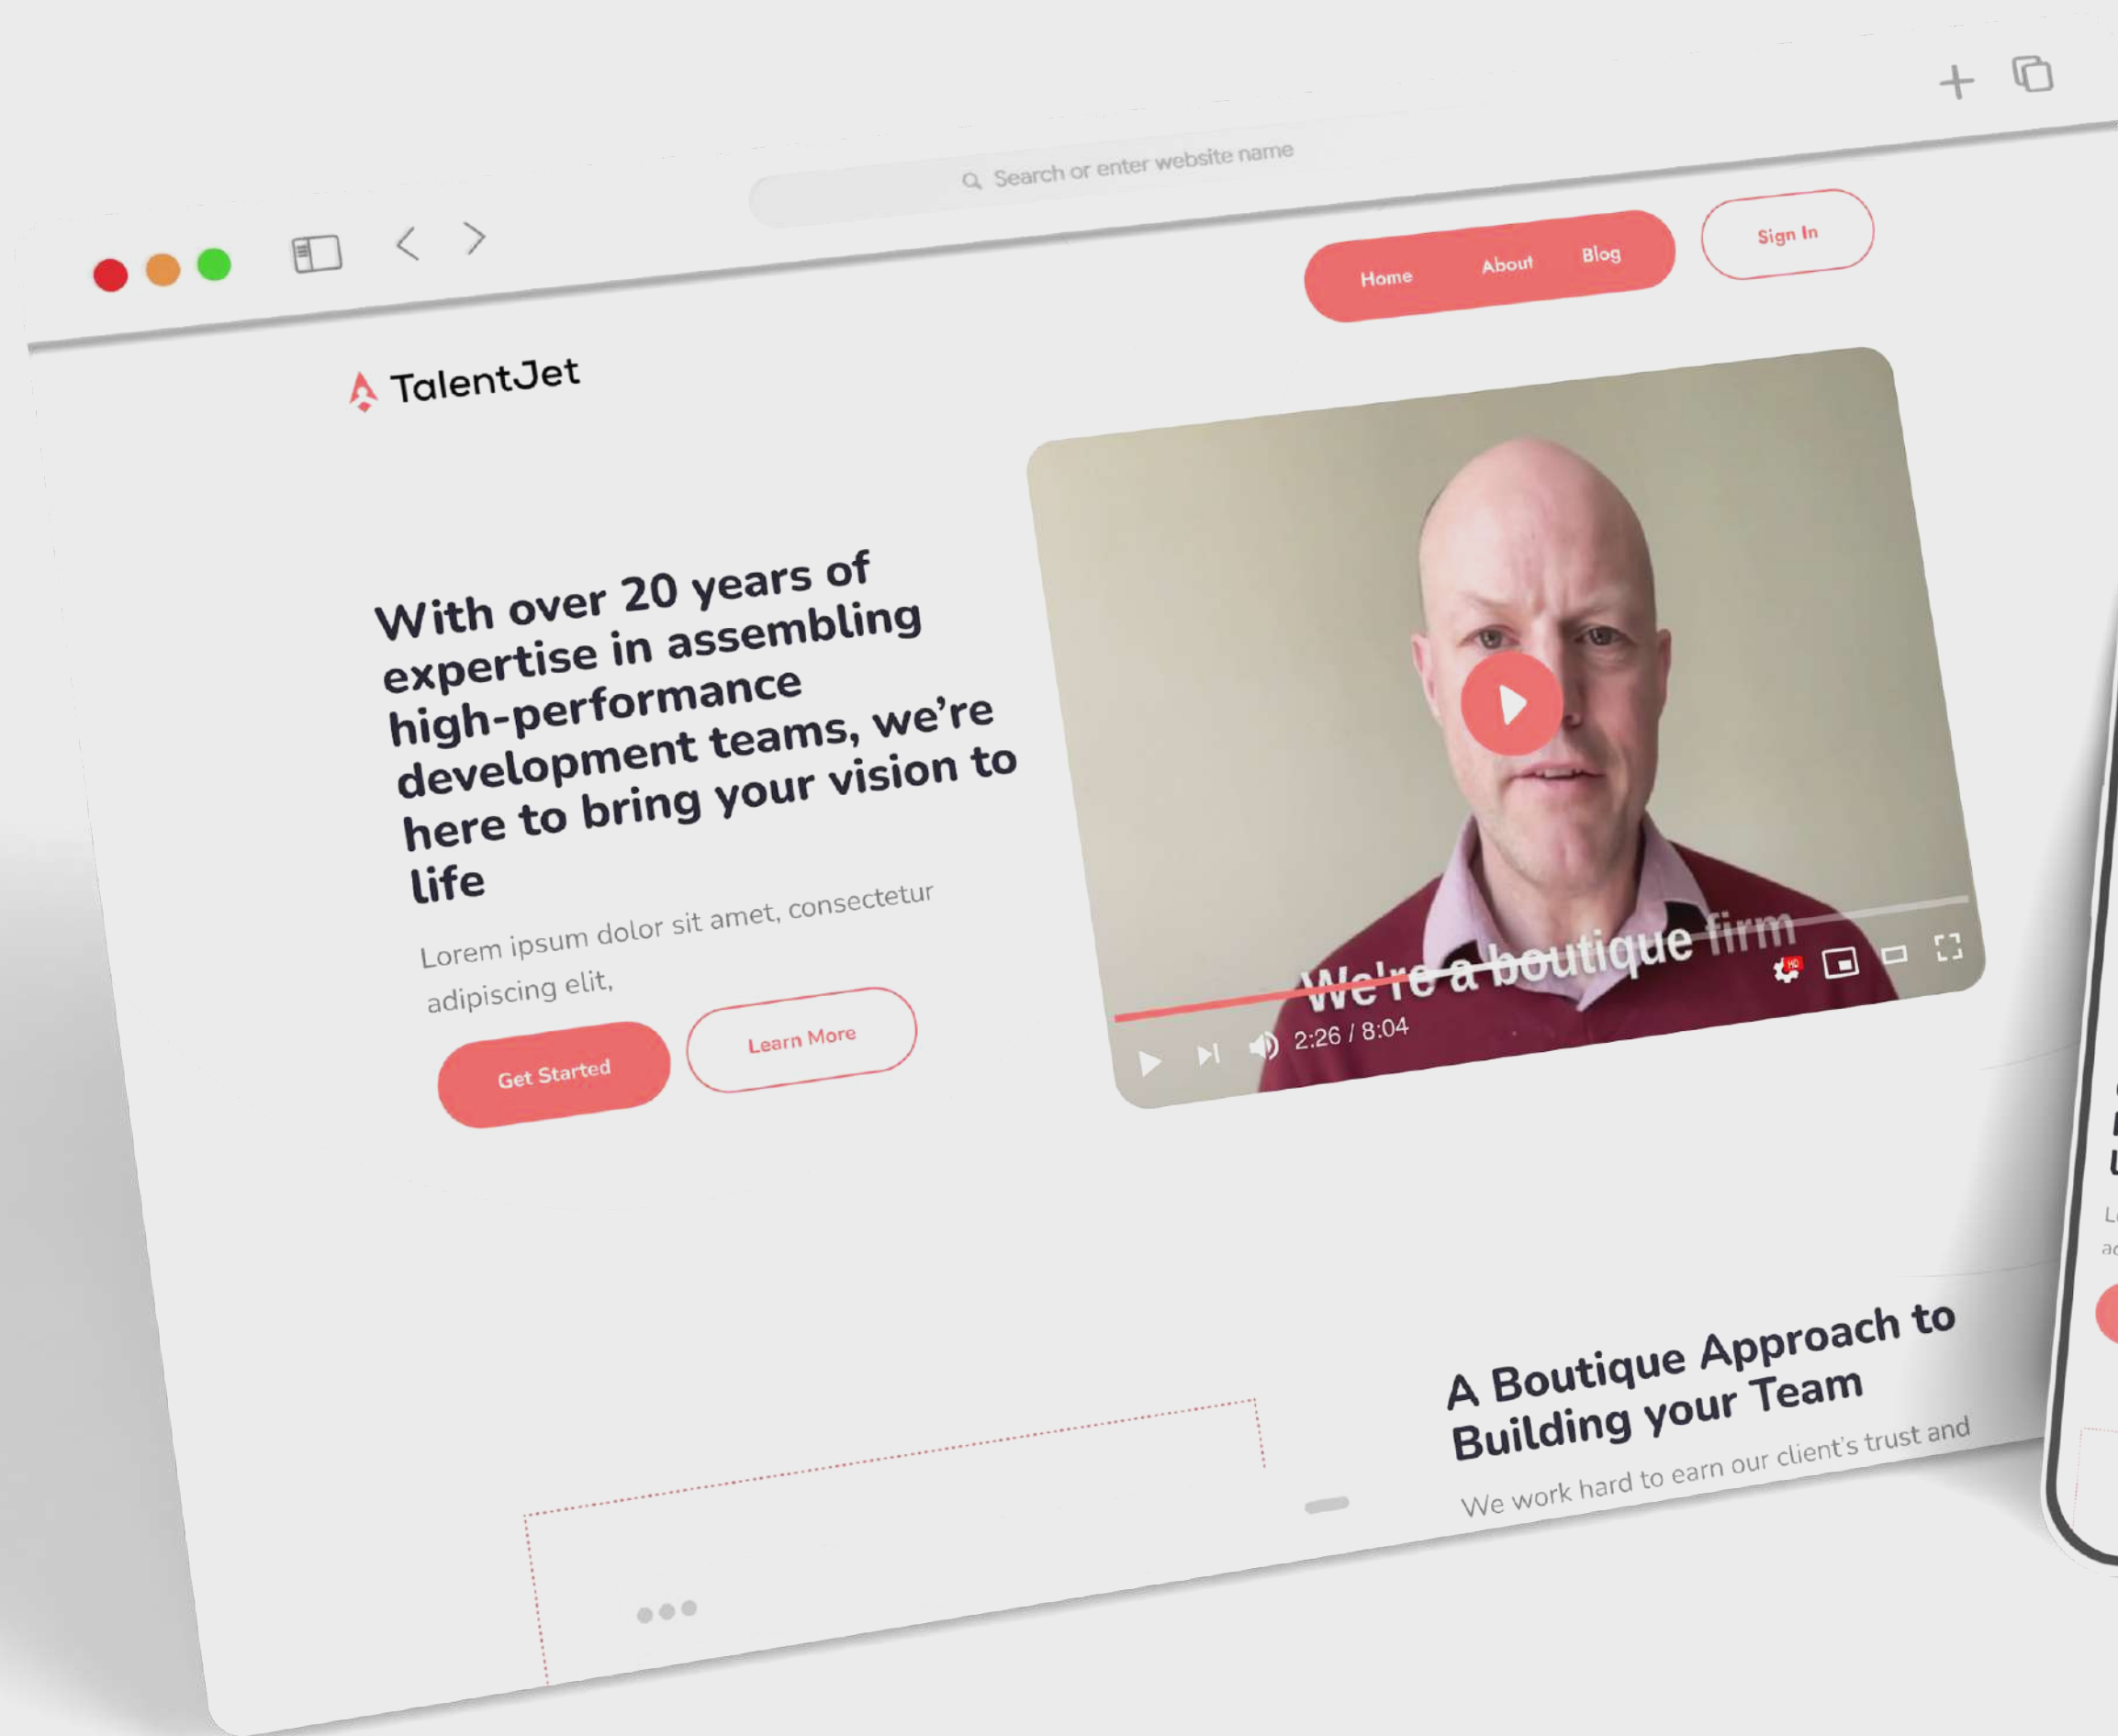 Search or enter website name
Home About Blog
Sign In
TalentJet
With over 20 years of
expertise in assembling
high-performance
development teams, we're
here to bring your vision to
life
Lorem ipsum dolor sit amet, consectetur
adipiscing elit,
Get Started
Learn More
We're a boutique firm
HD
2:26 / 8:04
A Boutique Approach to
Building your Team
We work hard to earn our client's trust and